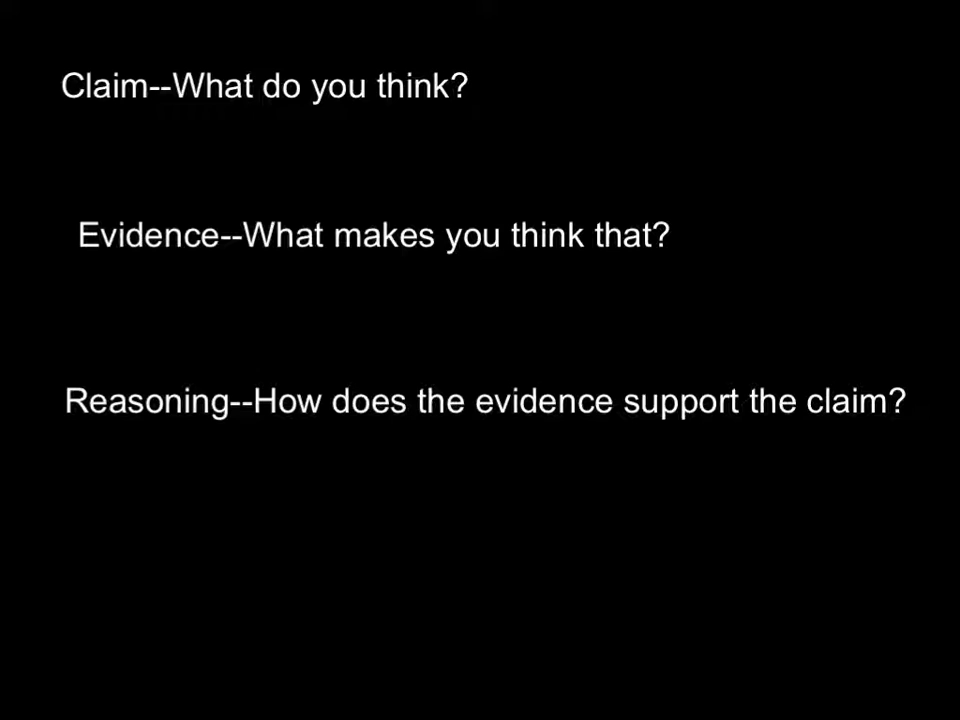 Claim--What do you think?
Evidence--What makes you think that?
Reasoning--How does the evidence support the claim?